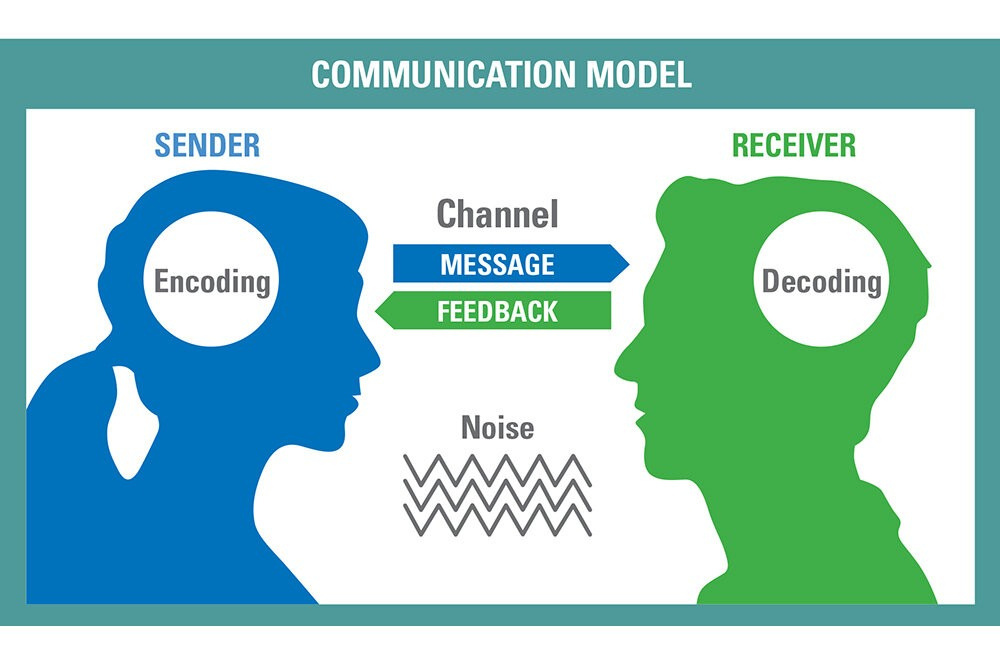 COMMUNICATION MODEL
SENDER
RECEIVER
Channel
MESSAGE
Encoding
Decoding
FEEDBACK
Noise